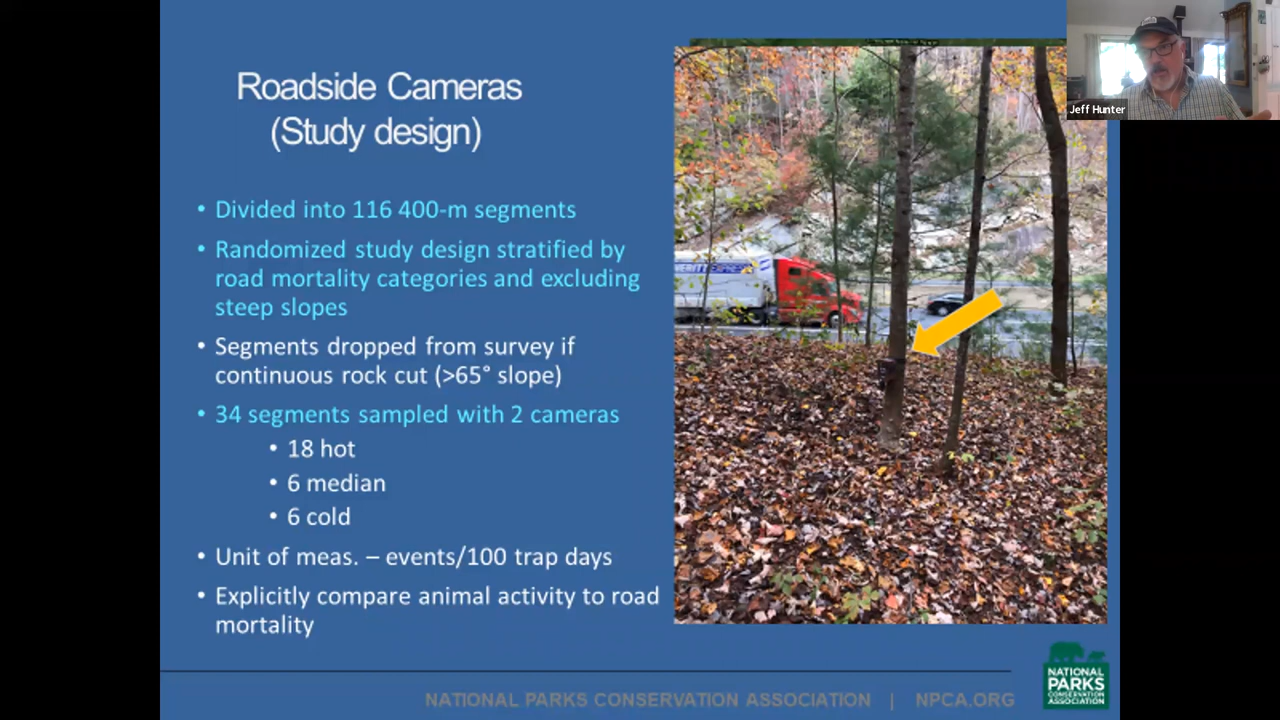 Roadside Cameras
(Study design)
• Divided into 116 400-m segments
• Randomized study design stratified by
road mortality categories and excluding
steep slopes
• Segments dropped from survey if
continuous rock cut (>65° slope)
• 34 segments sampled with 2 cameras
• 18 hot
• 6 median
• 6 cold
• Unit of meas. – events/100 trap days
• Explicitly compare animal activity to road
mortality
Jeff Hunter
NATIONAL PARKS CONSERVATION ASSOCIATION | NPCA.ORG
NATIONAL
PARKS
CONSERVATION
ASSOCIATION